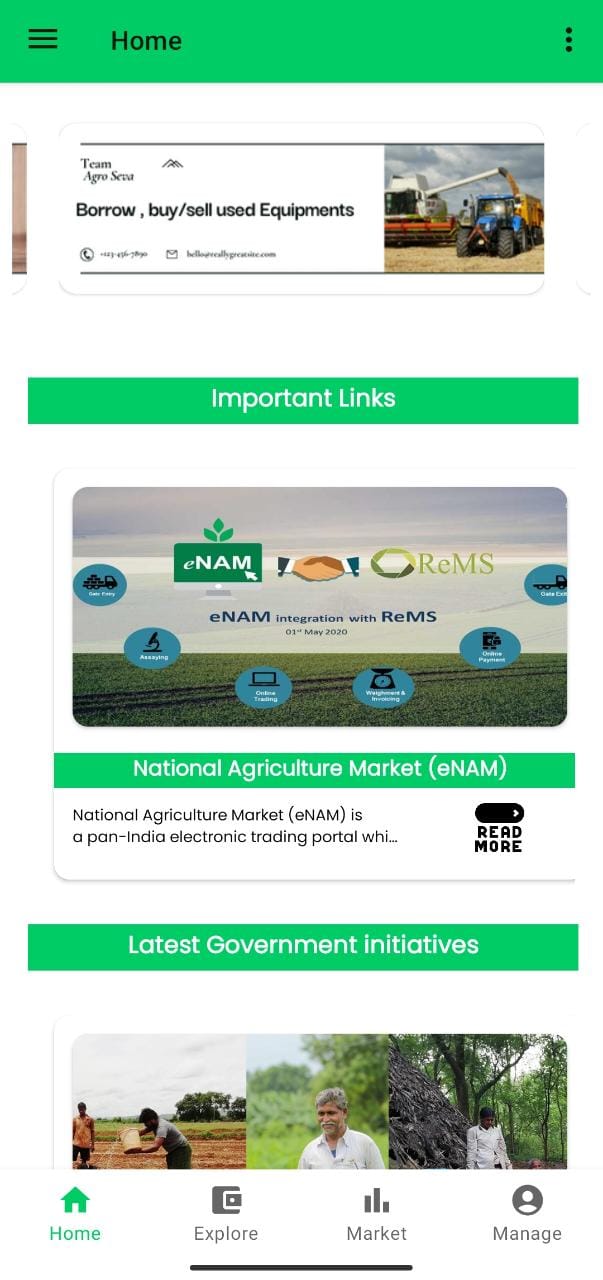 Home
Team
Agro Seva
Borrow , buy/sell used Equipments
+123-456-7890 hello@reallygreatsite.com
Important Links
eNAM
ReMS
Gate Entry
Gate Exit
eNAM integration with ReMS
01st May 2020
Assaying
Online
Payment
Online
Trading
Weighment &
Invoicing
National Agriculture Market (eNAM)
National Agriculture Market (eNAM) is
a pan-India electronic trading portal whi...
READ
MORE
Latest Government initiatives
Home Explore Market Manage